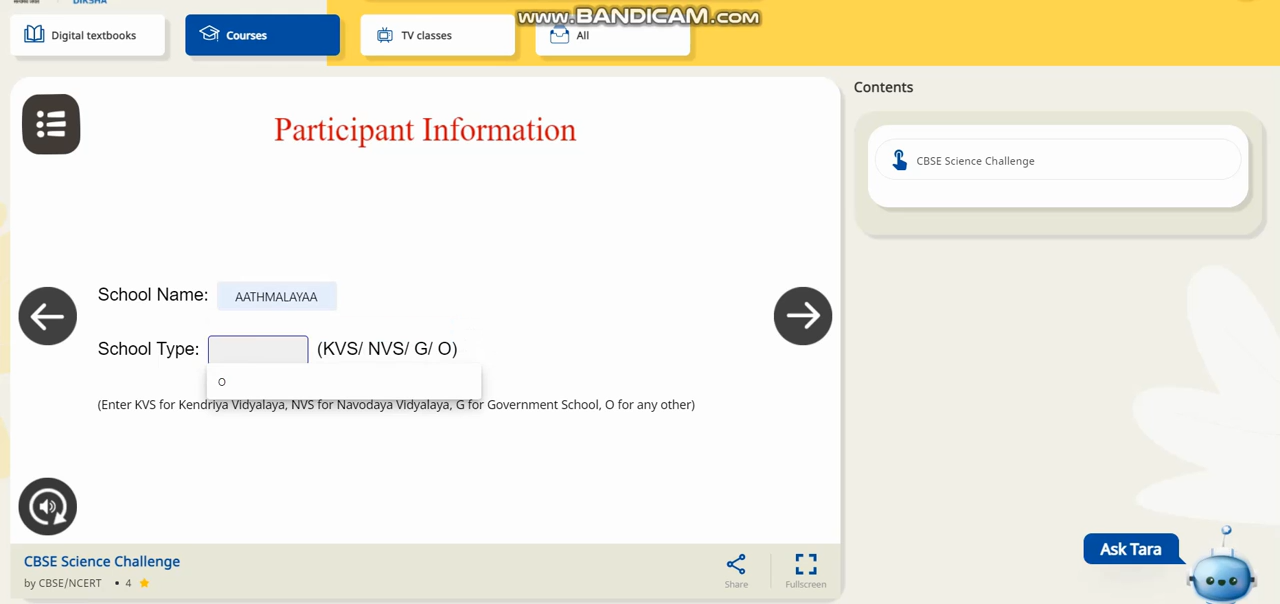 DIKSHA
www.BANDICAM.com
Digital textbooks
Courses
TV classes
All
Contents
Participant Information
CBSE Science Challenge
School Name: AATHMALAYAA
School Type: (KVS/ NVS/ G/ O)
O
(Enter KVS for Kendriya Vidyalaya, NVS for Navodaya Vidyalaya, G for Government School, O for any other)
Ask Tara
CBSE Science Challenge
by CBSE/NCERT • 4
Share
Fullscreen